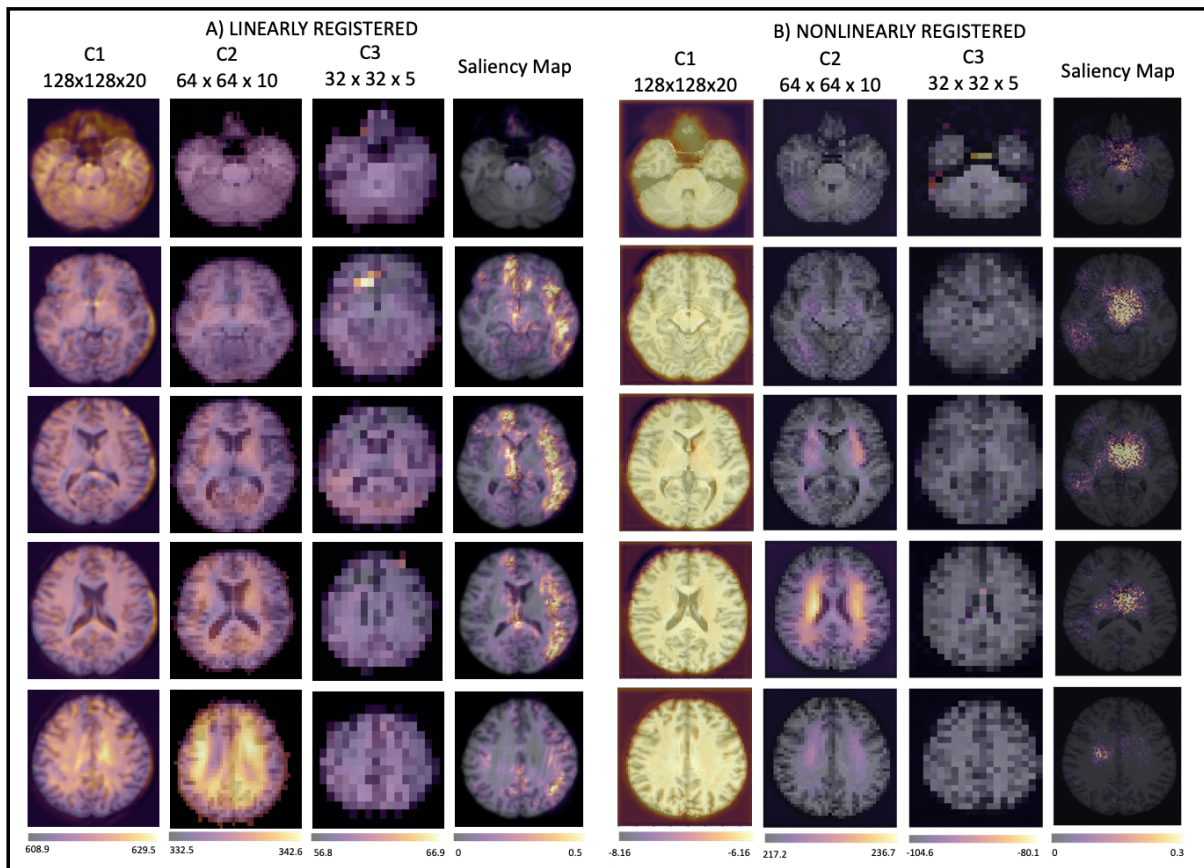 A) LINEARLY REGISTERED
C1
128x128x20
C2
64 x 64 x 10
C3
32 x 32 x 5
Saliency Map
608.9 629.5
332.5 342.6
56.8 66.9
0 0.5
B) NONLINEARLY REGISTERED
C1
128x128x20
C2
64 x 64 x 10
C3
32 x 32 x 5
Saliency Map
-8.16 -6.16
217.2 236.7
-104.6 -80.1
0 0.3